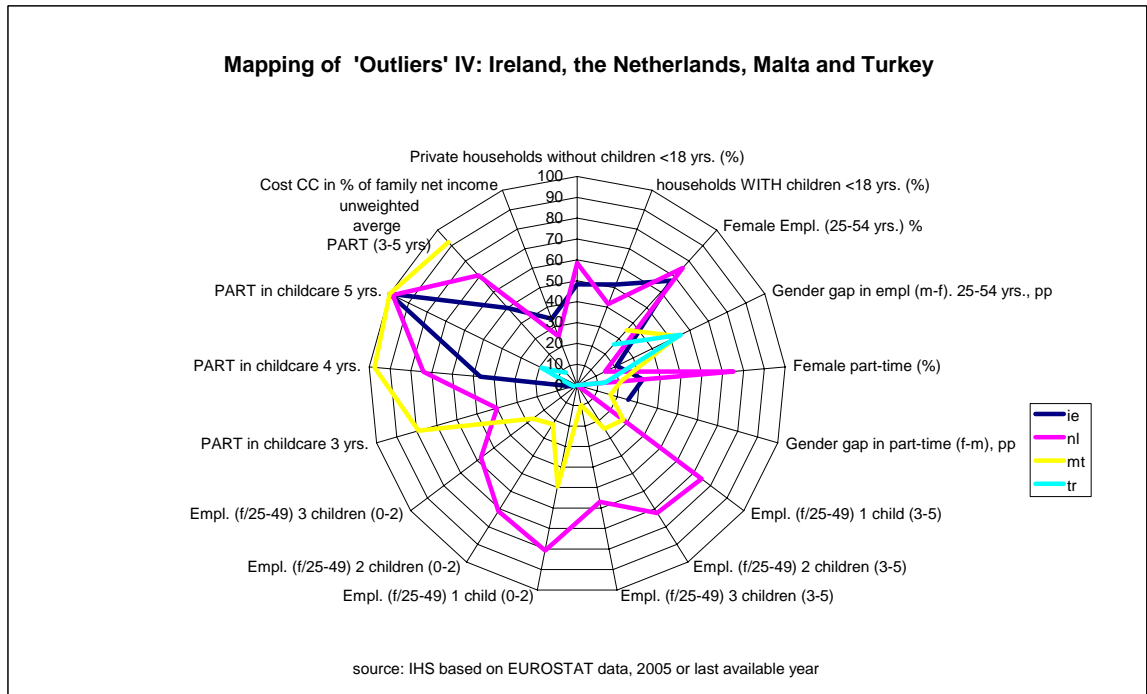 Mapping of 'Outliers' IV: Ireland, the Netherlands, Malta and Turkey
Private households without children <18 yrs. (%)
households WITH children <18 yrs. (%)
Female Empl. (25-54 yrs.) %
Gender gap in empl (m-f). 25-54 yrs., pp
Female part-time (%)
Gender gap in part-time (f-m), pp
Empl. (f/25-49) 1 child (3-5)
Empl. (f/25-49) 2 children (3-5)
Empl. (f/25-49) 3 children (3-5)
Empl. (f/25-49) 1 child (0-2)
Empl. (f/25-49) 2 children (0-2)
Empl. (f/25-49) 3 children (0-2)
PART in childcare 3 yrs.
PART in childcare 4 yrs.
PART in childcare 5 yrs.
unweighted
averge
PART (3-5 yrs)
Cost CC in % of family net income
100
90
80
70
60
50
40
30
20
10
0
ie
nl
mt
tr
source: IHS based on EUROSTAT data, 2005 or last available year